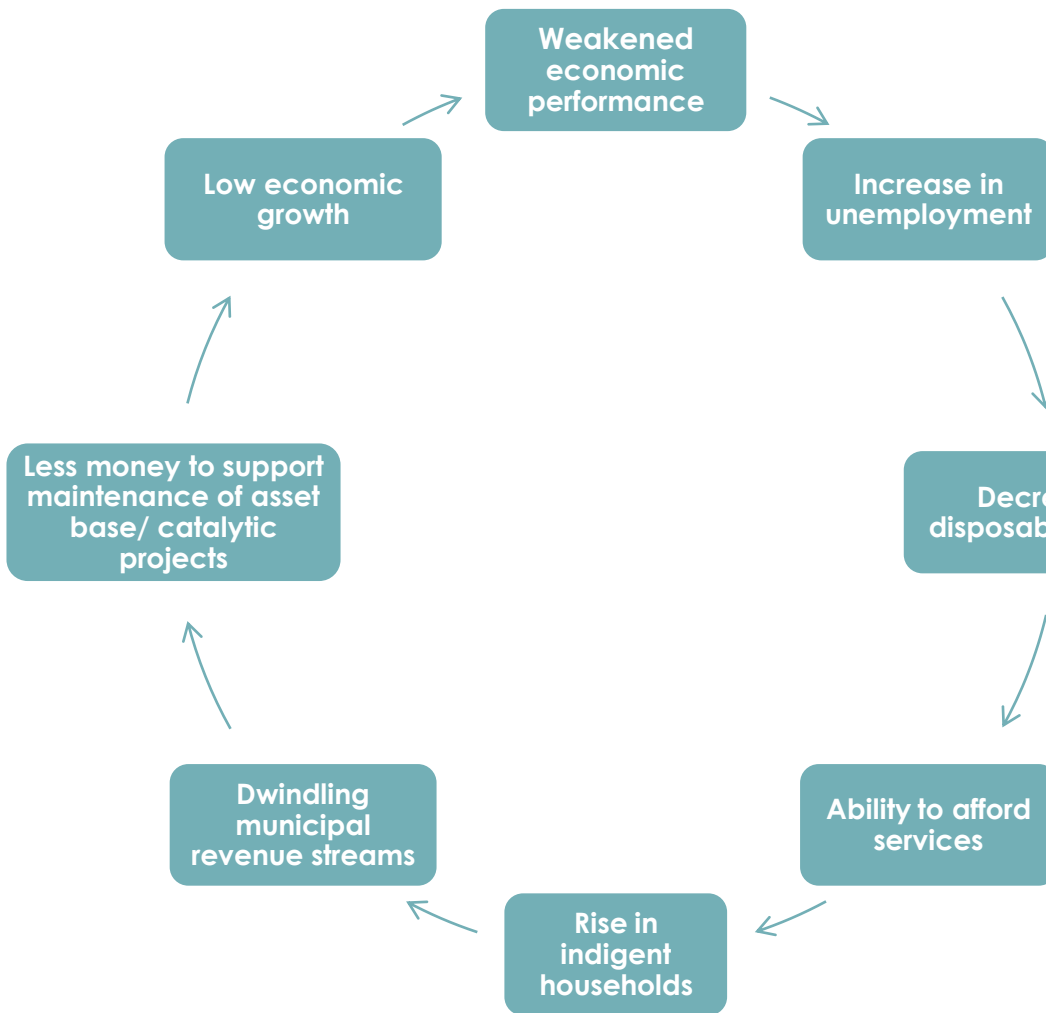 Weakened
economic
performance
Increase in
unemployment
Ability to afford
services
Rise in
indigent
households
Dwindling
municipal
revenue streams
Less money to support
maintenance of asset
base/ catalytic
projects
Low economic
growth